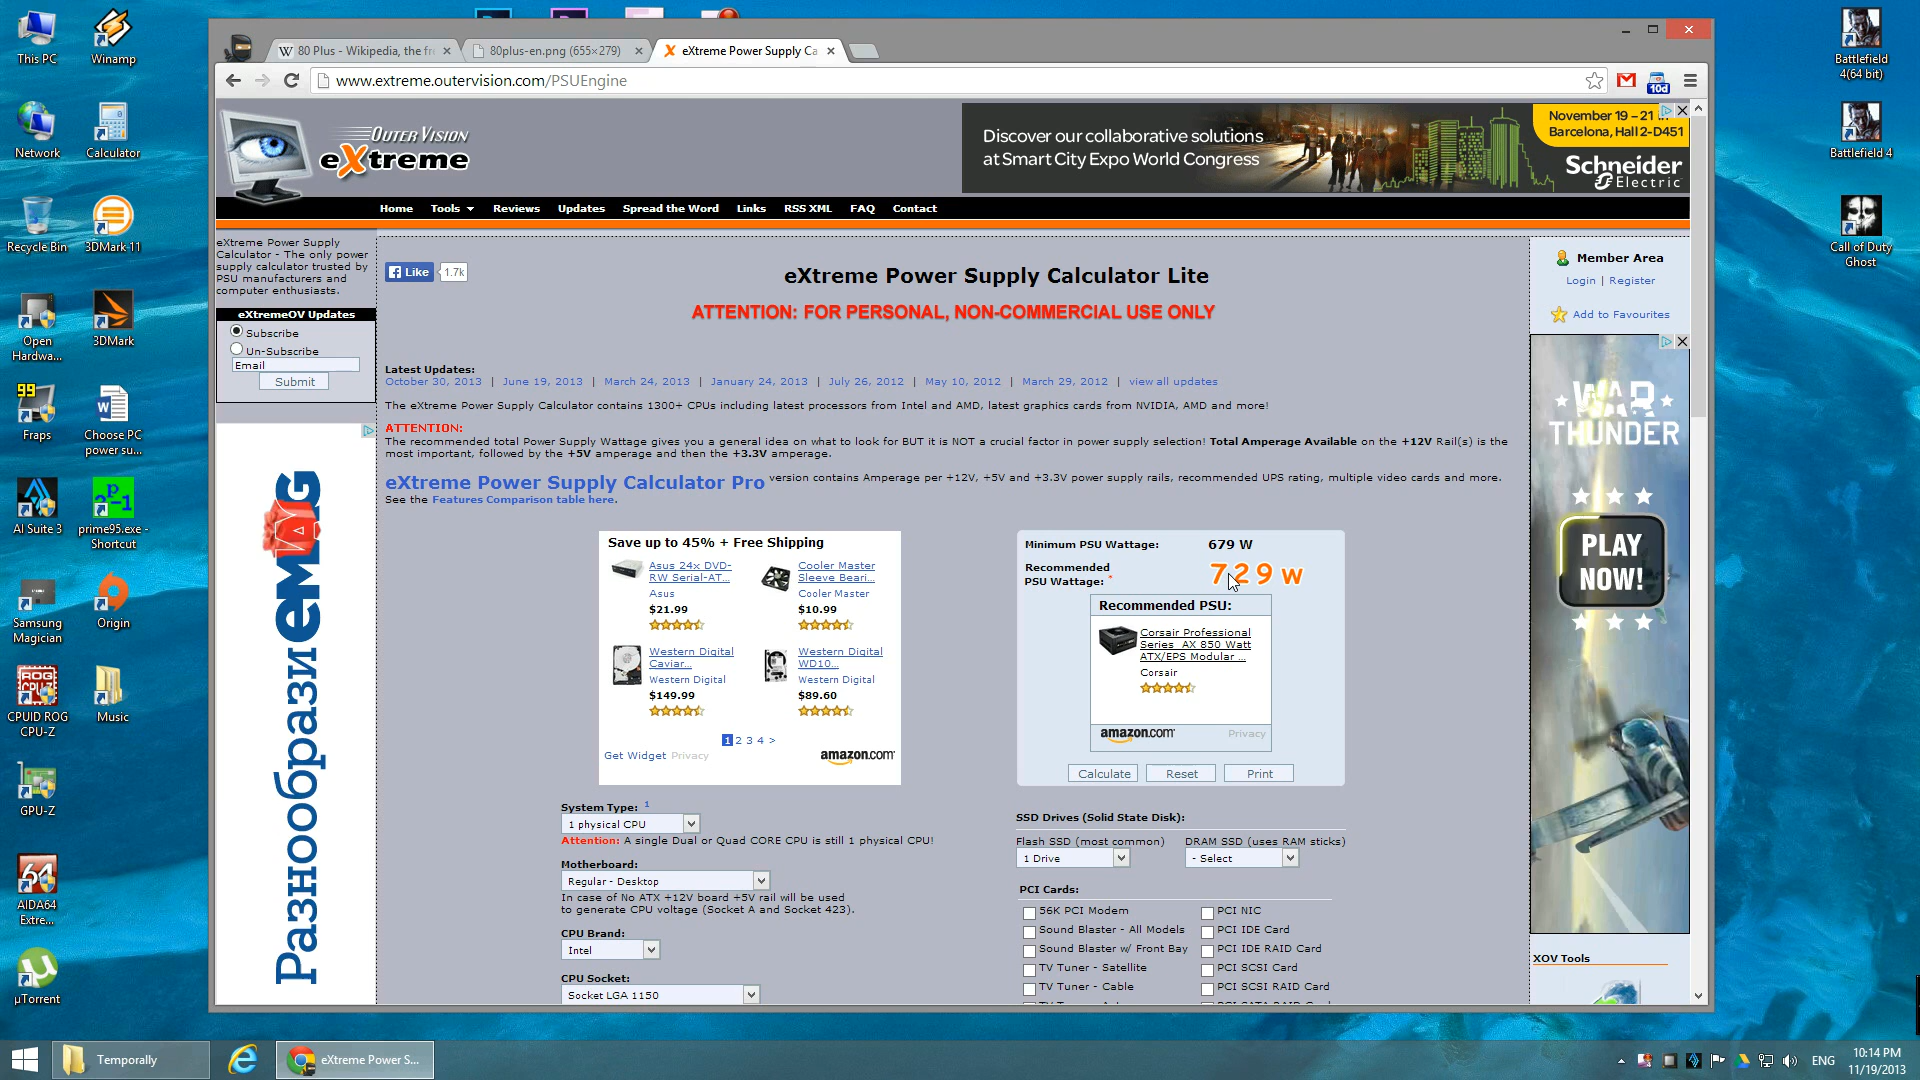 This PC
Winamp
Network
Calculator
Recycle Bin
3DMark 11
Open
Hardwa...
3DMark
99
Fraps
Choose PC
power su...
AI Suite 3
prime95.exe -
Shortcut
Samsung
Magician
Origin
CPUID ROG
CPU-Z
Music
GPU-Z
64
AIDA64
Extre...
µTorrent
Battlefield
4(64 bit)
Battlefield 4
Call of Duty
Ghost
80 Plus - Wikipedia, the fr
80plus-en.png (655×279)
eXtreme Power Supply Ca
www.extreme.outervision.com/PSUEngine
10d
OUTER VISION
eXtreme
Discover our collaborative solutions
at Smart City Expo World Congress
November 19 – 21
Barcelona, Hall 2-D451
Schneider
Electric
Home Tools Reviews Updates Spread the Word Links RSS XML FAQ Contact
eXtreme Power Supply
Calculator - The only power
supply calculator trusted by
PSU manufacturers and
computer enthusiasts.
eXtremeOV Updates
Subscribe
Un-Subscribe
Email
Submit
Разнообразие
MAG
Like 1.7k
eXtreme Power Supply Calculator Lite
ATTENTION: FOR PERSONAL, NON-COMMERCIAL USE ONLY
Latest Updates:
October 30, 2013 | June 19, 2013 | March 24, 2013 | January 24, 2013 | July 26, 2012 | May 10, 2012 | March 29, 2012 | view all updates
The eXtreme Power Supply Calculator contains 1300+ CPUs including latest processors from Intel and AMD, latest graphics cards from NVIDIA, AMD and more!
ATTENTION:
The recommended total Power Supply Wattage gives you a general idea on what to look for BUT it is NOT a crucial factor in power supply selection! Total Amperage Available on the +12V Rail(s) is the
most important, followed by the +5V amperage and then the +3.3V amperage.
eXtreme Power Supply Calculator Pro version contains Amperage per +12V, +5V and +3.3V power supply rails, recommended UPS rating, multiple video cards and more.
See the Features Comparison table here.
Save up to 45% + Free Shipping
Asus 24x DVD-
RW Serial-AT...
Asus
$21.99
Cooler Master
Sleeve Beari...
Cooler Master
$10.99
Western Digital
Caviar...
Western Digital
$149.99
Western Digital
WD10...
Western Digital
$89.60
1 2 3 4 >
Get Widget Privacy
amazon.com
Minimum PSU Wattage: 679 W
Recommended
PSU Wattage: * 729 W
Recommended PSU:
Corsair Professional
Series AX 850 Watt
ATX/EPS Modular ...
Corsair
amazon.com Privacy
Calculate Reset Print
System Type: 1
1 physical CPU
Attention: A single Dual or Quad CORE CPU is still 1 physical CPU!
Motherboard:
Regular - Desktop
In case of No ATX +12V board +5V rail will be used
to generate CPU voltage (Socket A and Socket 423).
CPU Brand:
Intel
CPU Socket:
Socket LGA 1150
SSD Drives (Solid State Disk):
Flash SSD (most common) DRAM SSD (uses RAM sticks)
1 Drive - Select
PCI Cards:
56K PCI Modem PCI NIC
Sound Blaster - All Models PCI IDE Card
Sound Blaster w/ Front Bay PCI IDE RAID Card
TV Tuner - Satellite PCI SCSI Card
TV Tuner - Cable PCI SCSI RAID Card
Member Area
Login | Register
Add to Favourites
WAR
THUNDER
PLAY
NOW!
XOV Tools
Temporally
eXtreme Power S...
ENG
10:14 PM
11/19/2013